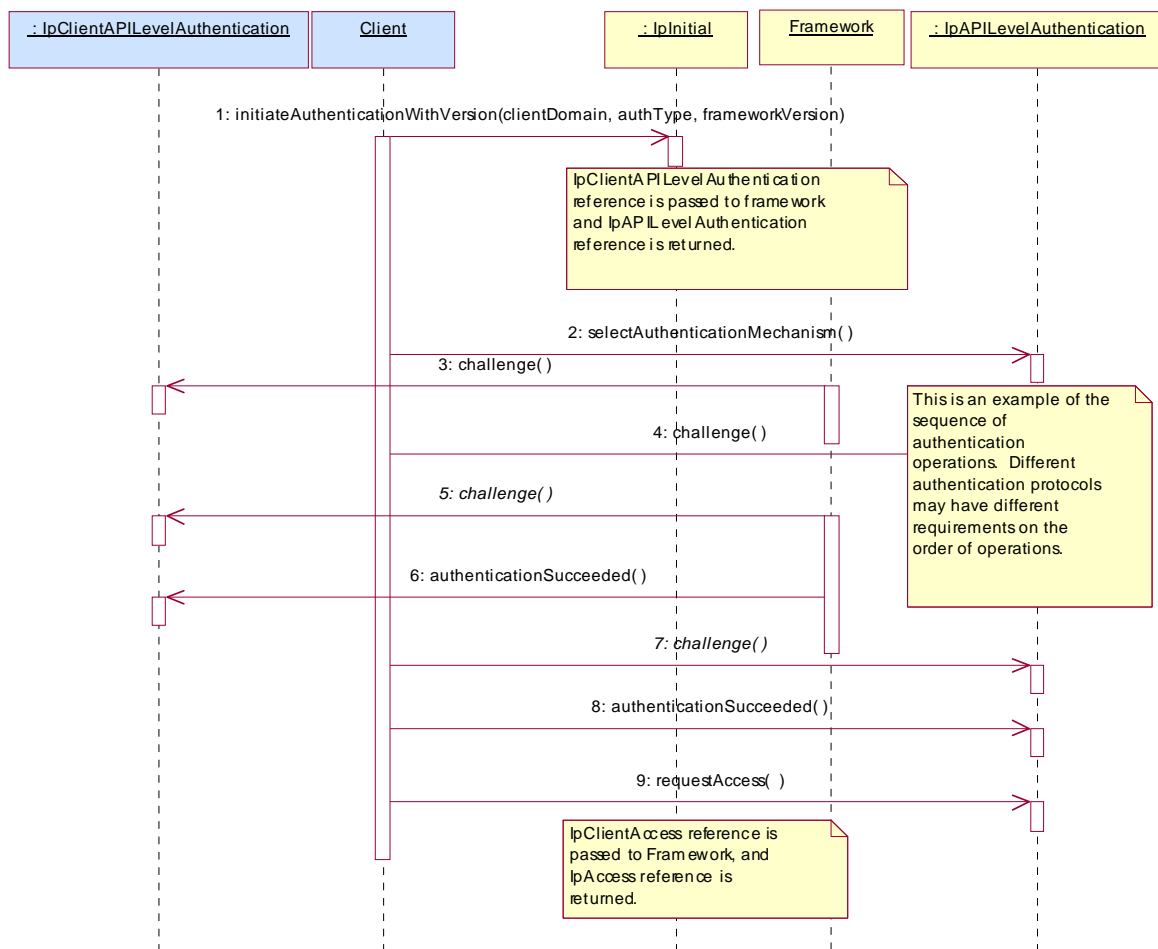 : IpClientAPILevelAuthentication
Client
: IpInitial
Framework
: IpAPILevelAuthentication
1: initiateAuthenticationWithVersion(clientDomain, authType, frameworkVersion)
IpClientAPILevelAuthentication
reference is passed to framework
and IpAPILevelAuthentication
reference is returned.
2: selectAuthenticationMechanism( )
3: challenge( )
This is an example of the
sequence of
authentication
operations. Different
authentication protocols
may have different
requirements on the
order of operations.
4: challenge( )
5: challenge( )
6: authenticationSucceeded( )
7: challenge( )
8: authenticationSucceeded( )
9: requestAccess( )
IpClientAccess reference is
passed to Framework, and
IpAccess reference is
returned.